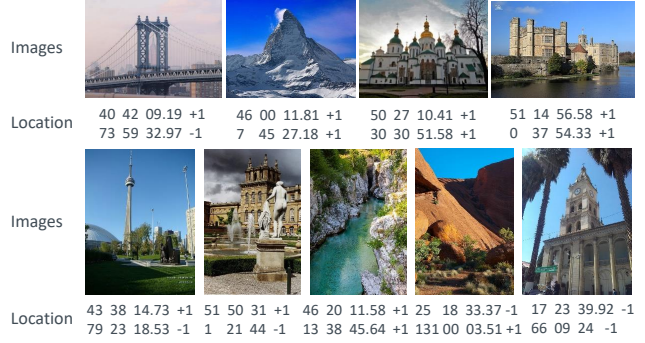 Images
Location
40 42 09.19 +1
73 59 32.97 -1
46 00 11.81 +1
7 45 27.18 +1
50 27 10.41 +1
30 30 51.58 +1
51 14 56.58 +1
0 37 54.33 +1
Images
Location
43 38 14.73 +1
79 23 18.53 -1
51 50 31 +1
1 21 44 -1
46 20 11.58 +1
13 38 45.64 +1
25 18 33.37 -1
131 00 03.51 +1
17 23 39.92 -1
66 09 24 -1